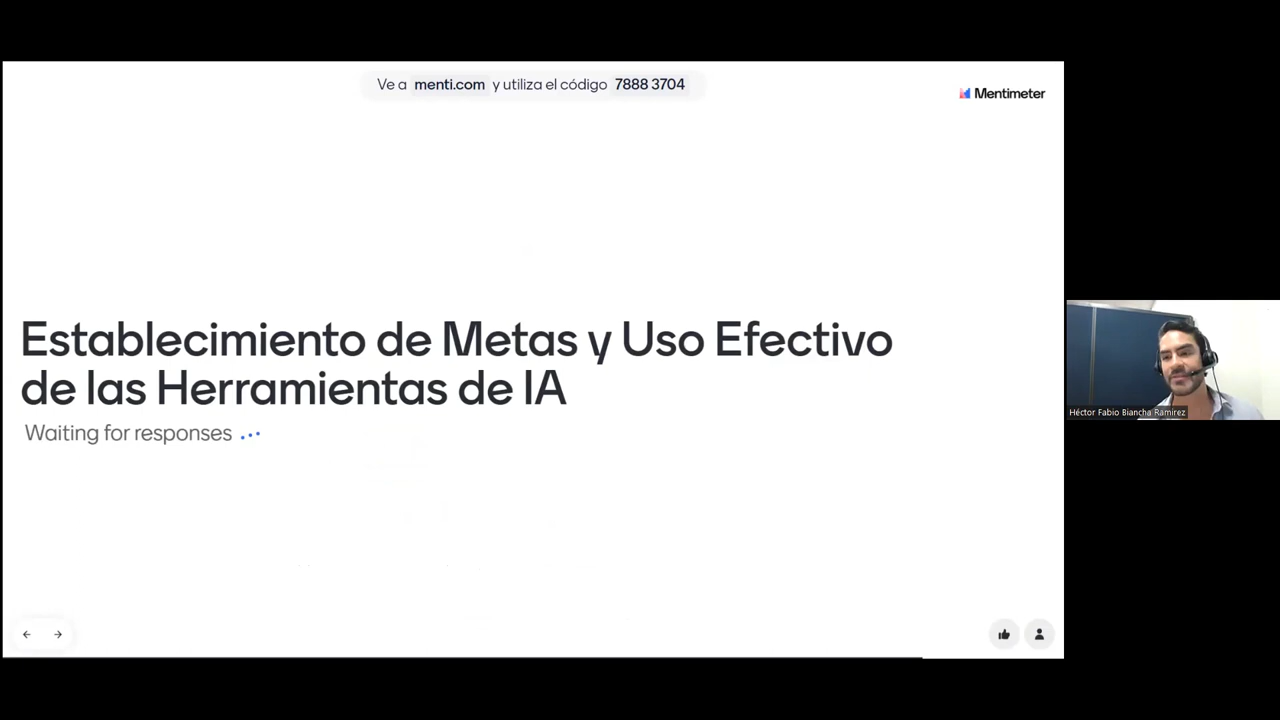 Ve a menti.com y utiliza el código 7888 3704
Mentimeter
Establecimiento de Metas y Uso Efectivo
de las Herramientas de IA
Waiting for responses ...
Héctor Fabio Biancha Ramirez